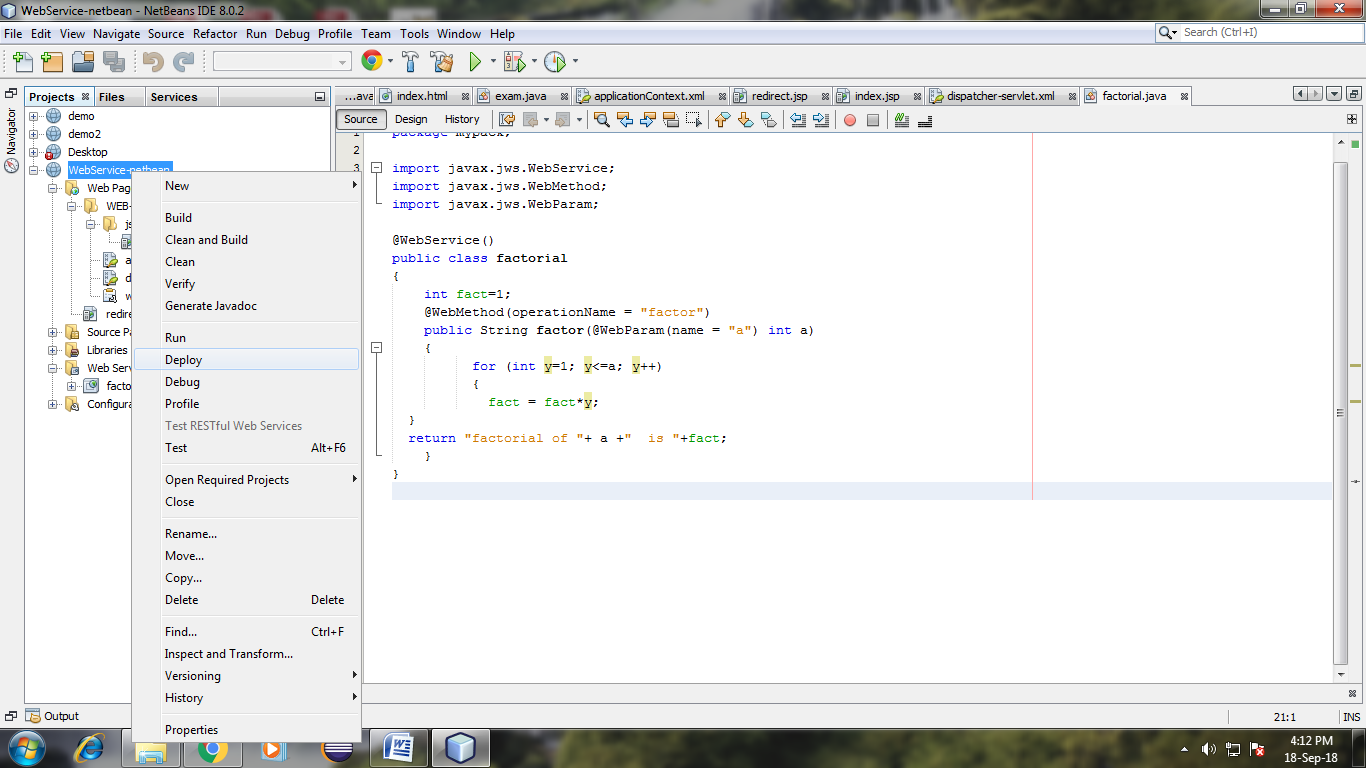 WebService-netbean - NetBeans IDE 8.0.2
File Edit View Navigate Source Refactor Run Debug Profile Team Tools Window Help
Search (Ctrl+I)
Projects Files Services
...ava index.html exam.java applicationContext.xml redirect.jsp index.jsp dispatcher-servlet.xml factorial.java
Source Design History
Navigator
demo
demo2
Desktop
WebService-netbean
Web Pag
WEB-
js
a
d
w
redire
Source Pa
Libraries
Web Serv
facto
Configura
New
Build
Clean and Build
Clean
Verify
Generate Javadoc
Run
Deploy
Debug
Profile
Test RESTful Web Services
Test Alt+F6
Open Required Projects
Close
Rename...
Move...
Copy...
Delete Delete
Find... Ctrl+F
Inspect and Transform...
Versioning
History
Properties
1 package mypack;
2
3 import javax.jws.WebService;
import javax.jws.WebMethod;
import javax.jws.WebParam;
@WebService()
public class factorial
{
int fact=1;
@WebMethod(operationName = "factor")
public String factor(@WebParam(name = "a") int a)
{
for (int y=1; y<=a; y++)
{
fact = fact*y;
}
return "factorial of "+ a +"  is "+fact;
}
}
Output
21:1 INS
4:12 PM
18-Sep-18